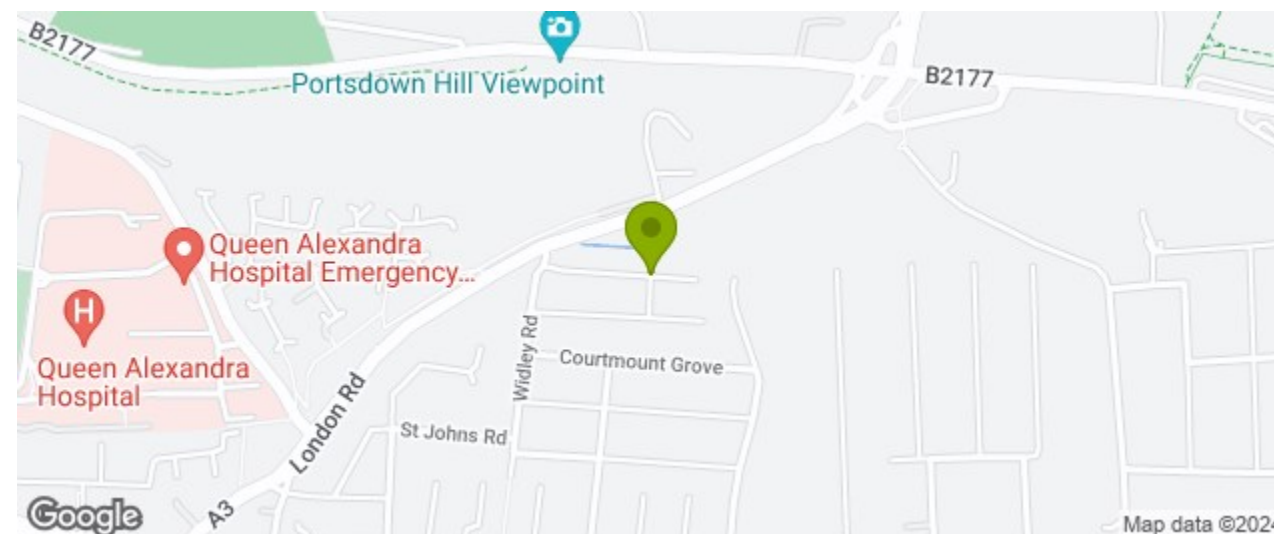 B2177
Portsdown Hill Viewpoint
B2177
Queen Alexandra
Hospital Emergency...
H
Queen Alexandra
Hospital
Widley Rd
Courtmount Grove
London Rd
St Johns Rd
A3
Google
Map data ©2024